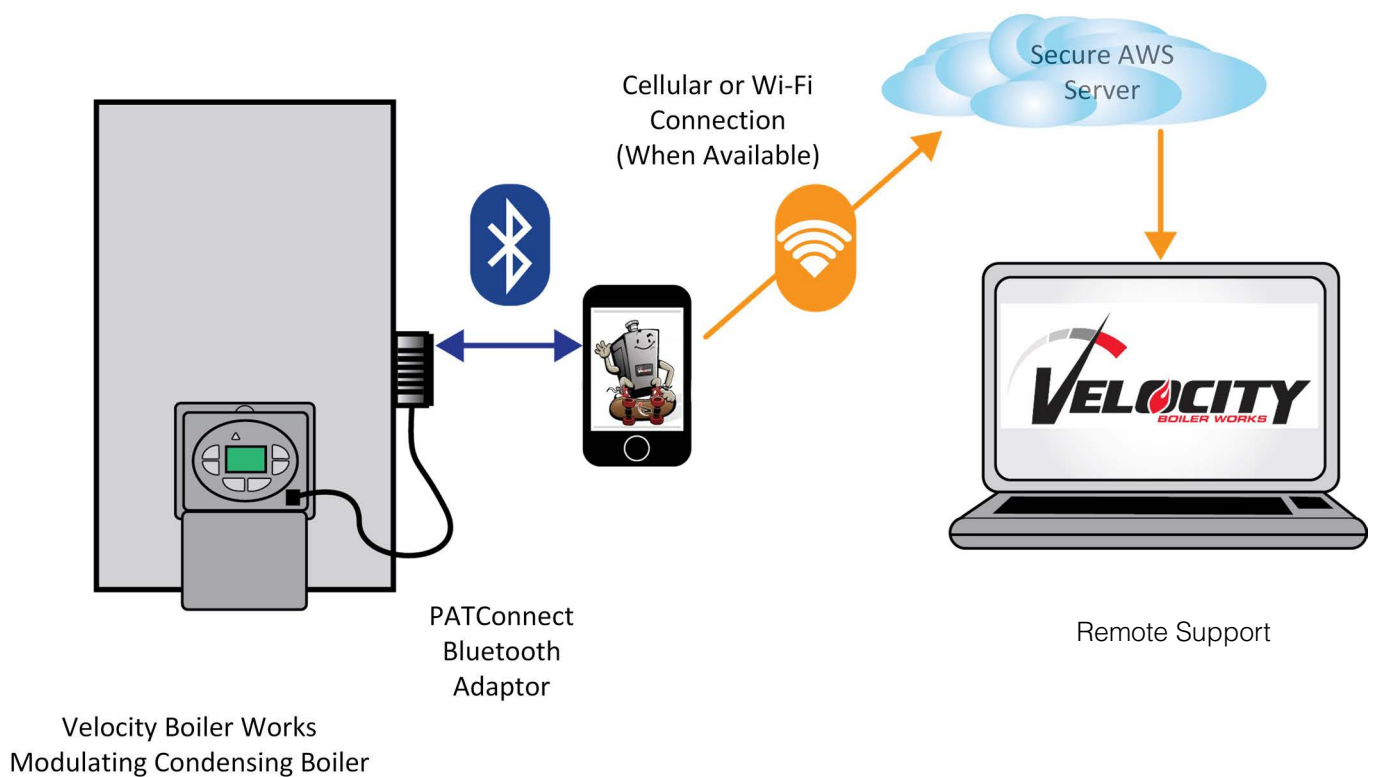 Secure AWS
Server
Cellular or Wi-Fi
Connection
(When Available)
VELOCITY
BOILER WORKS
PATConnect
Bluetooth
Adaptor
Remote Support
Velocity Boiler Works
Modulating Condensing Boiler